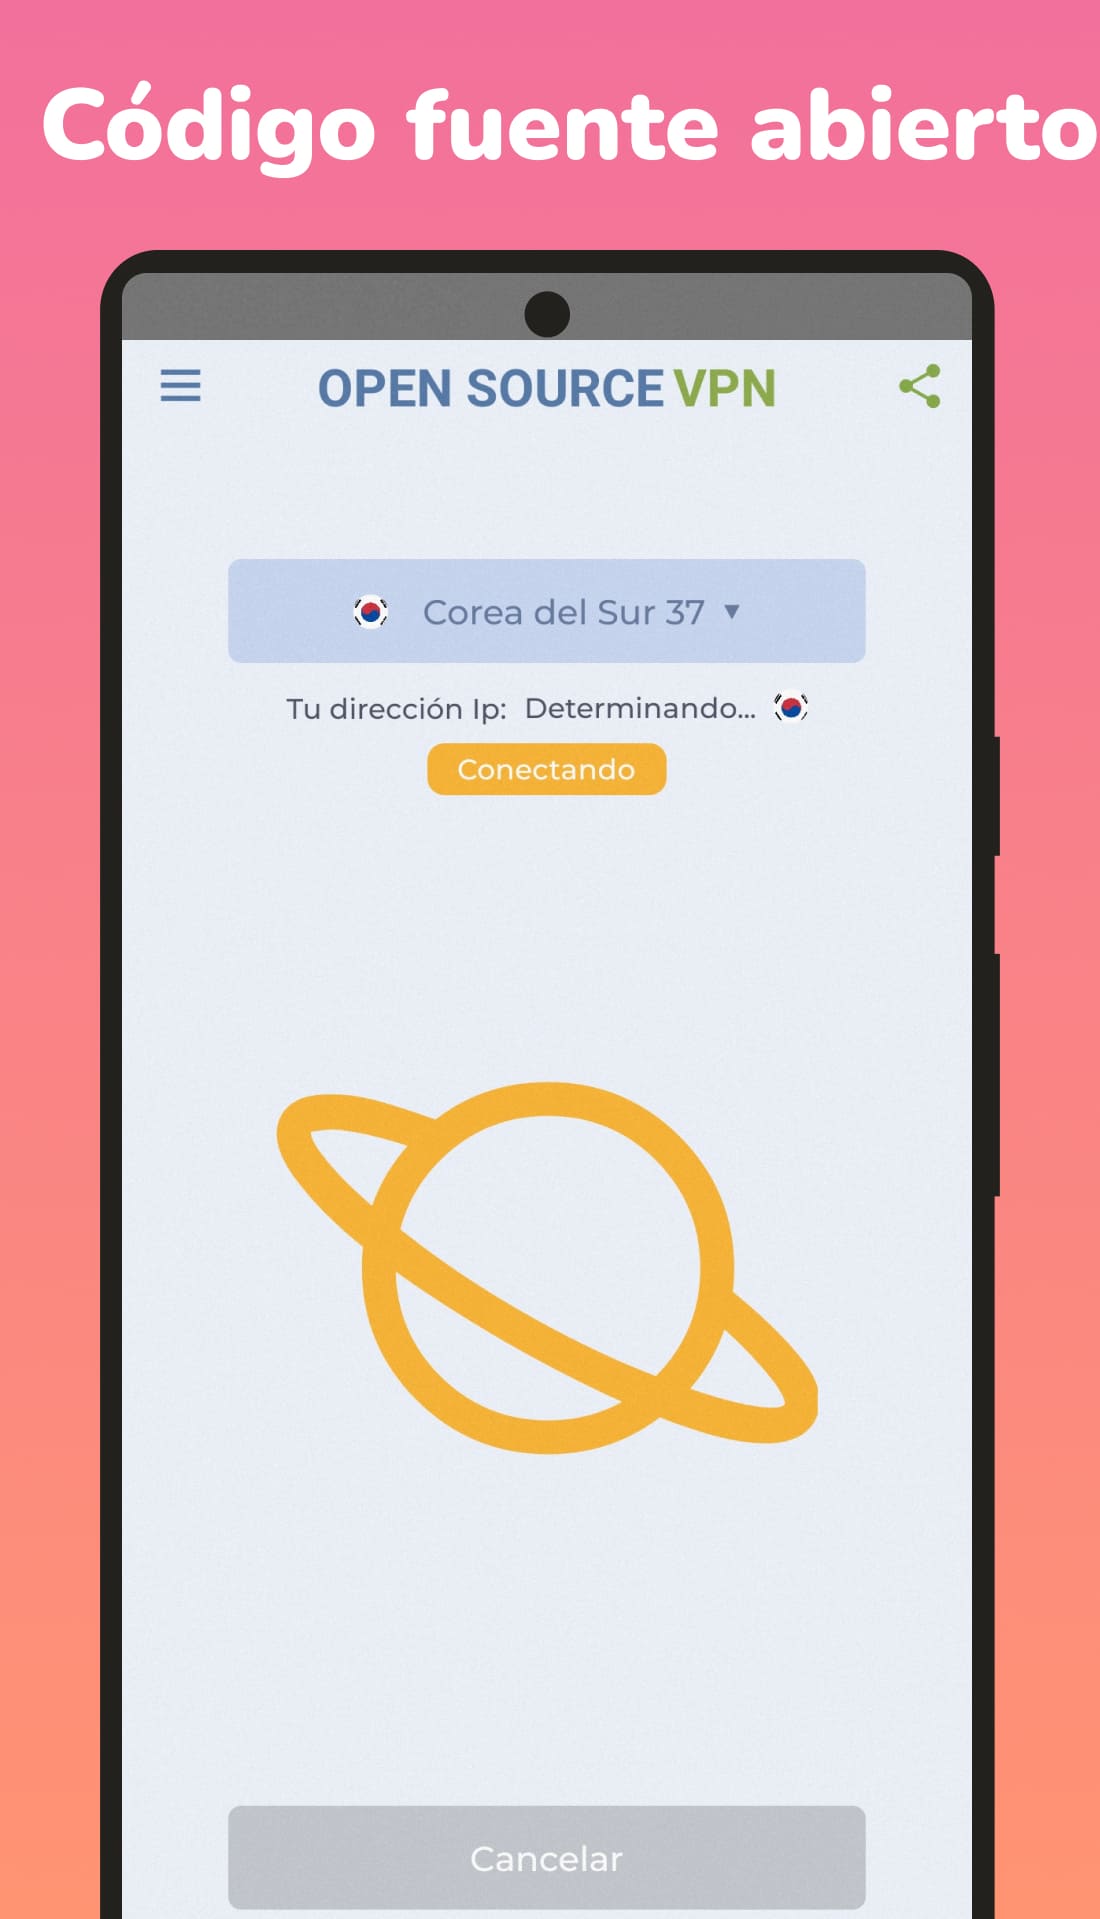 Código fuente abierto
OPEN SOURCE VPN
Corea del Sur 37 ▼
Tu dirección Ip: Determinando...
Conectando
Cancelar